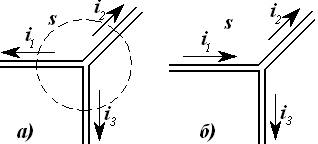 s i₂ s i₂
i₁ i₁
i₃ i₃
а) б)